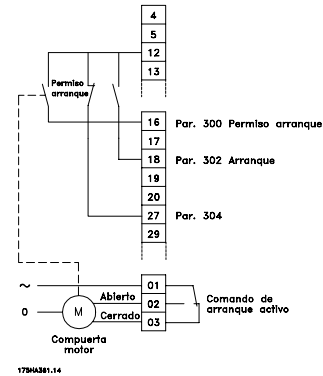 4
5
12
13
Permiso
arranque
16 Par. 300 Permiso arranque
17
18 Par. 302 Arranque
19
20
27 Par. 304
29
~ 01
Abierto 02 Comando de
arranque activo
0 M
Cerrado 03
Compuerta
motor
175HA361.14